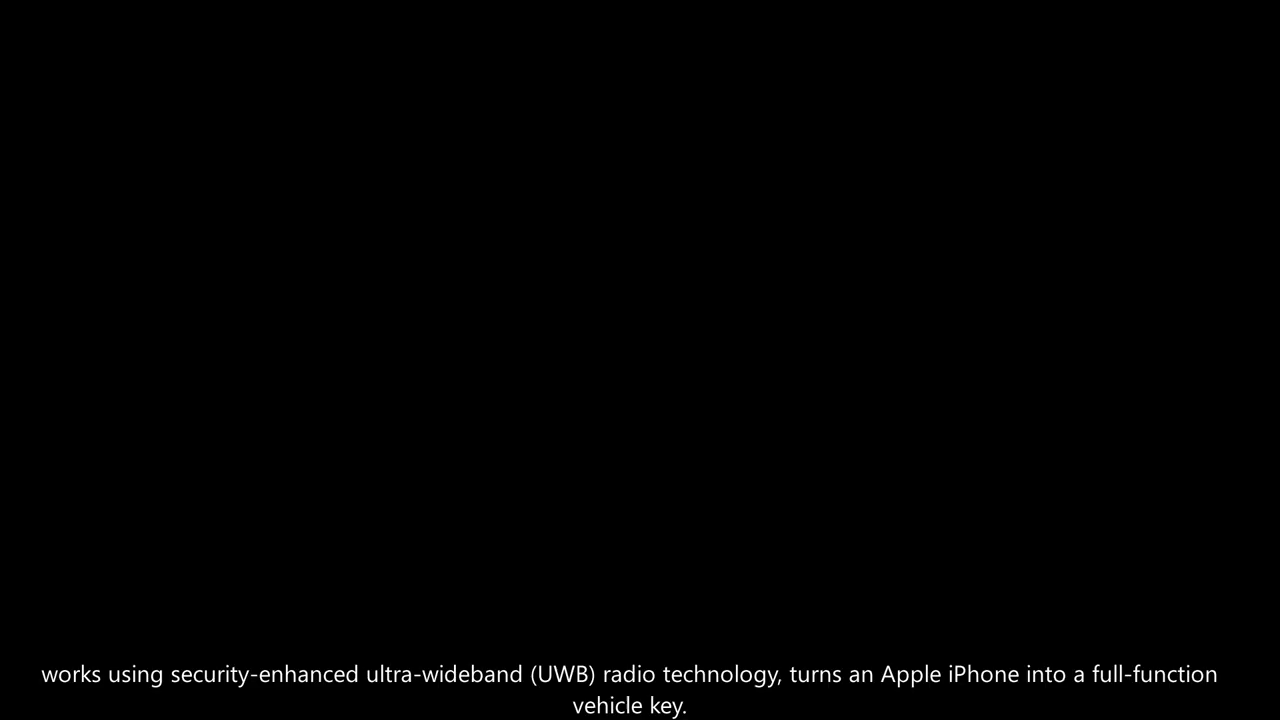 works using security-enhanced ultra-wideband (UWB) radio technology, turns an Apple iPhone into a full-function
vehicle key.